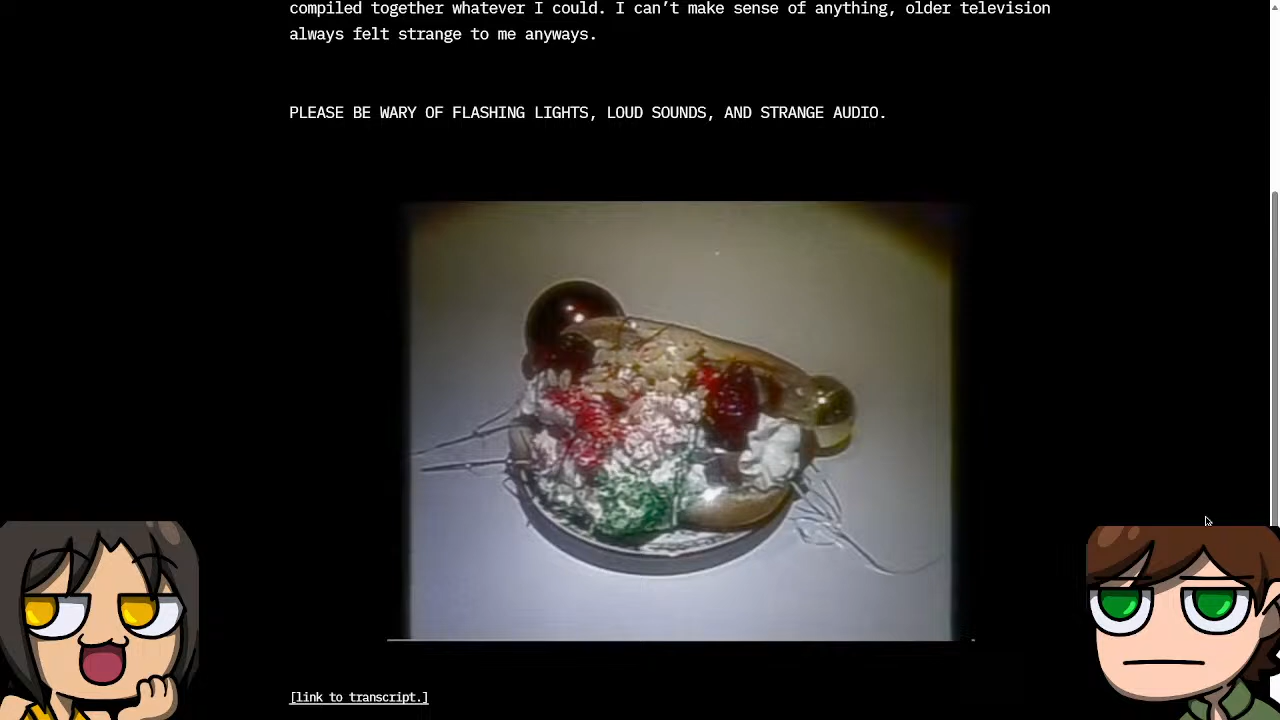 compiled together whatever I could. I can’t make sense of anything, older television
always felt strange to me anyways.
PLEASE BE WARY OF FLASHING LIGHTS, LOUD SOUNDS, AND STRANGE AUDIO.
[link to transcript.]